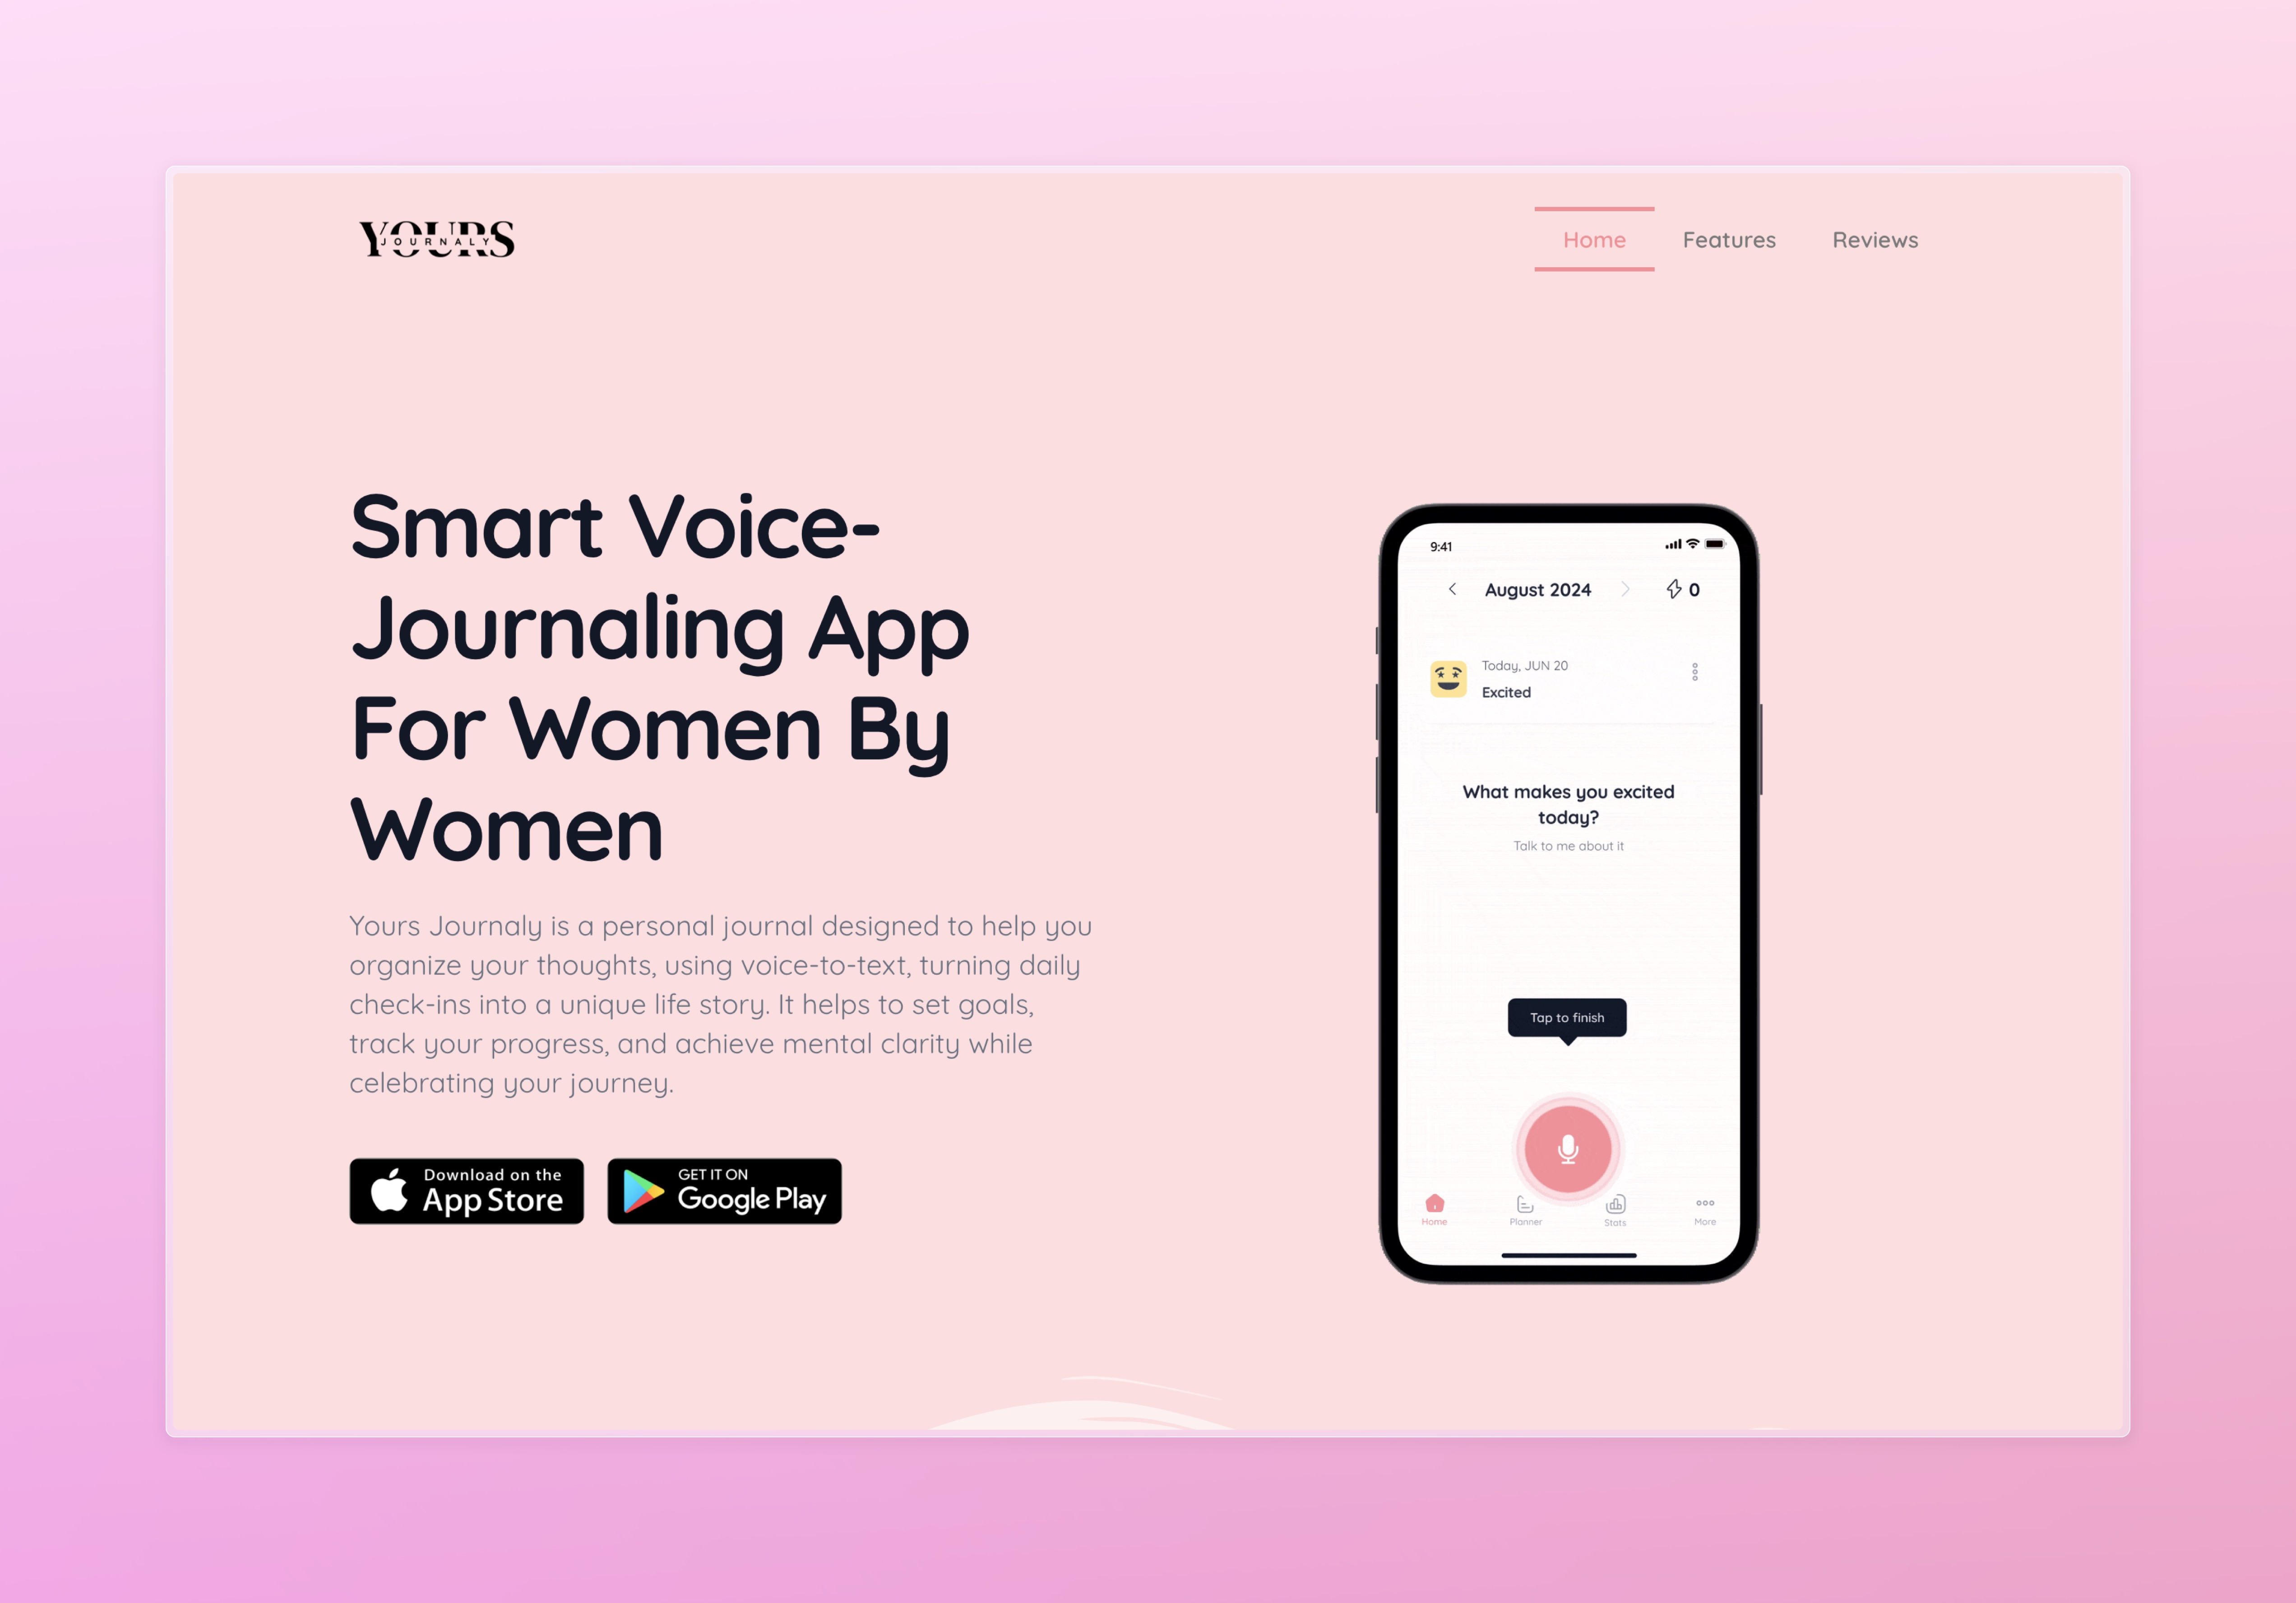 YOURS
JOURNALY
Home Features Reviews
Smart Voice-
Journaling App
For Women By
Women
Yours Journaly is a personal journal designed to help you
organize your thoughts, using voice-to-text, turning daily
check-ins into a unique life story. It helps to set goals,
track your progress, and achieve mental clarity while
celebrating your journey.
Download on the
App Store
GET IT ON
Google Play
9:41
August 2024 0
Today, JUN 20
Excited
What makes you excited
today?
Talk to me about it
Tap to finish
Home Planner Stats More